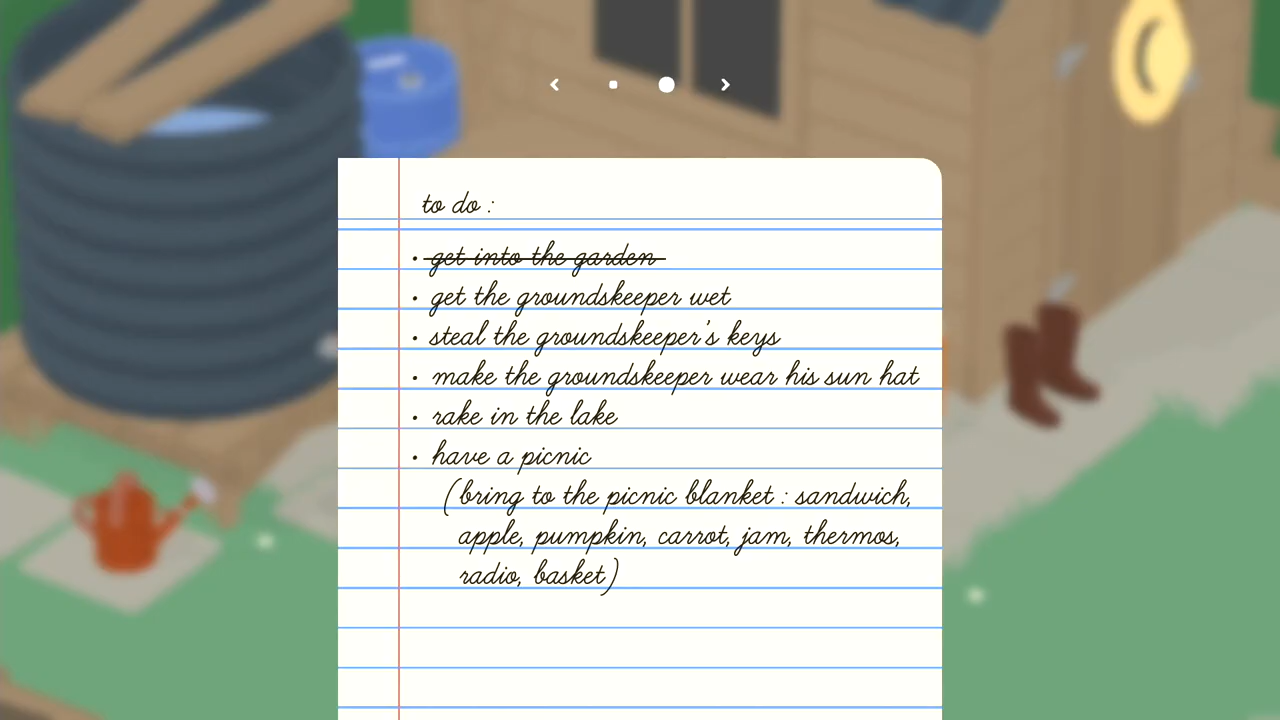 to do :
• get into the garden
• get the groundskeeper wet
• steal the groundskeeper's keys
• make the groundskeeper wear his sun hat
• rake in the lake
• have a picnic
(bring to the picnic blanket : sandwich,
apple, pumpkin, carrot, jam, thermos,
radio, basket)